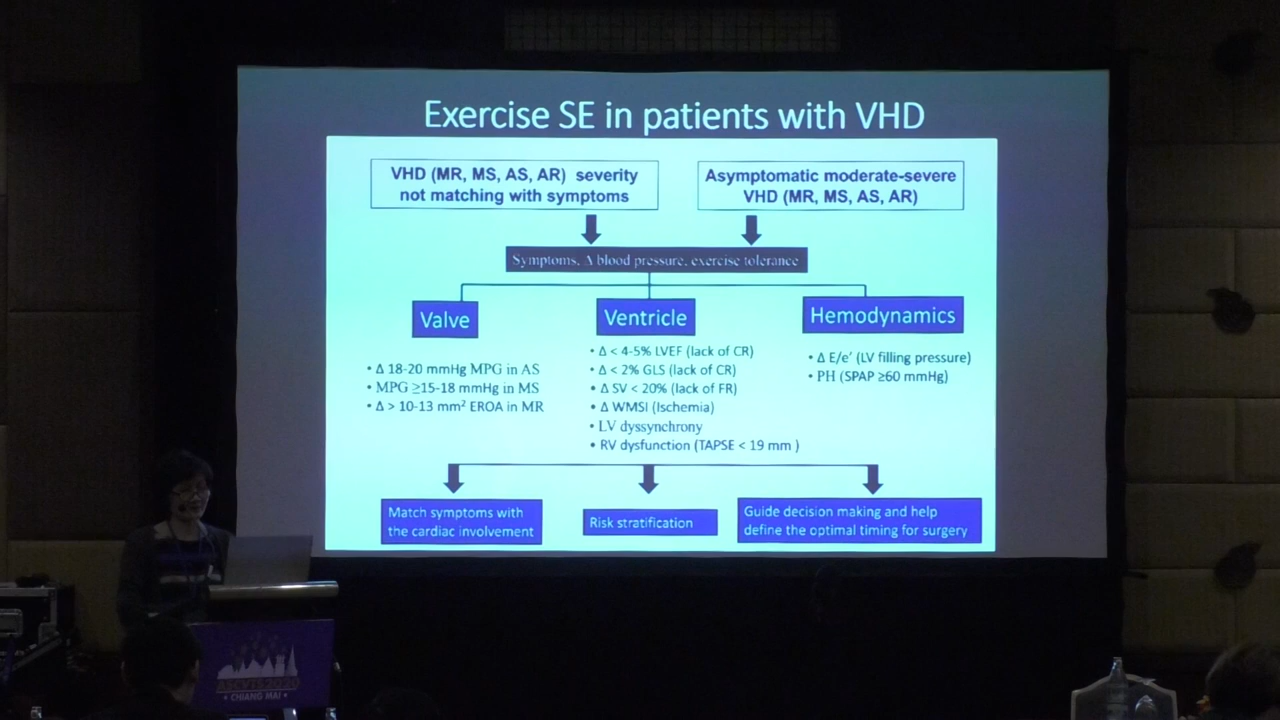 Exercise SE in patients with VHD
VHD (MR, MS, AS, AR) severity
not matching with symptoms
Asymptomatic moderate-severe
VHD (MR, MS, AS, AR)
Symptoms, Δ blood pressure, exercise tolerance
Valve
• Δ 18-20 mmHg MPG in AS
• MPG ≥15-18 mmHg in MS
• Δ > 10-13 mm² EROA in MR
Ventricle
• Δ < 4-5% LVEF (lack of CR)
• Δ < 2% GLS (lack of CR)
• Δ SV < 20% (lack of FR)
• Δ WMSI (Ischemia)
• LV dyssynchrony
• RV dysfunction (TAPSE < 19 mm )
Hemodynamics
• Δ E/e’ (LV filling pressure)
• PH (SPAP ≥60 mmHg)
Match symptoms with
the cardiac involvement
Risk stratification
Guide decision making and help
define the optimal timing for surgery
ASCVTS2020
• CHIANG MAI •